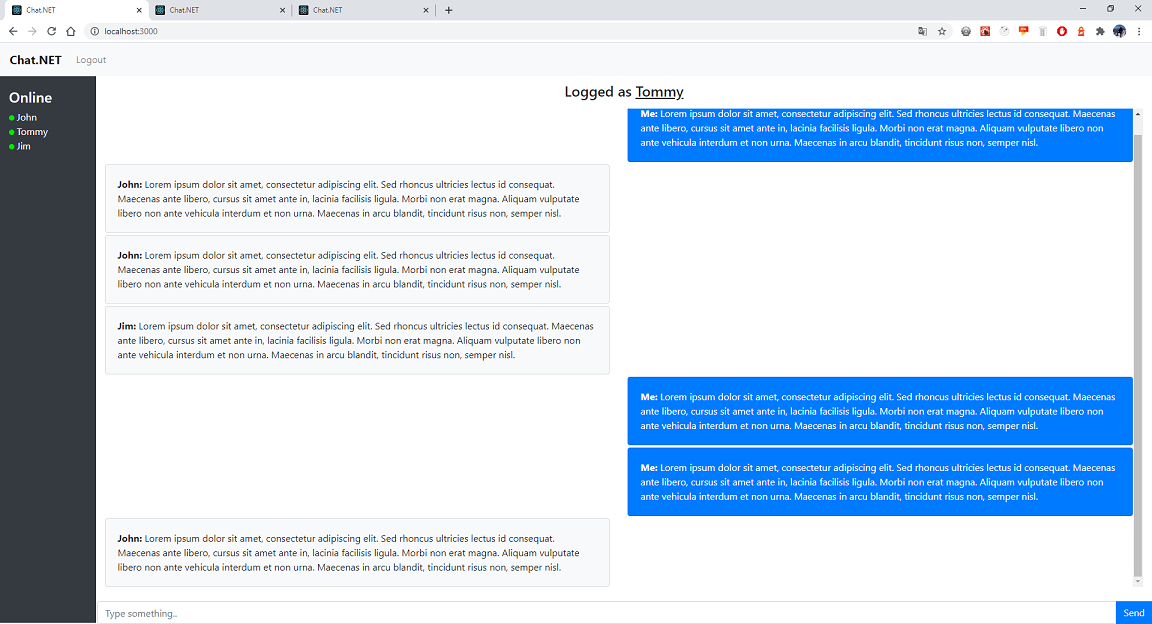 Chat.NET
Chat.NET
Chat.NET
localhost:3000
Chat.NET Logout
Online
John
Tommy
Jim
Logged as Tommy
Me: Lorem ipsum dolor sit amet, consectetur adipiscing elit. Sed rhoncus ultricies lectus id consequat. Maecenas
ante libero, cursus sit amet ante in, lacinia facilisis ligula. Morbi non erat magna. Aliquam vulputate libero non
ante vehicula interdum et non urna. Maecenas in arcu blandit, tincidunt risus non, semper nisl.
John: Lorem ipsum dolor sit amet, consectetur adipiscing elit. Sed rhoncus ultricies lectus id consequat.
Maecenas ante libero, cursus sit amet ante in, lacinia facilisis ligula. Morbi non erat magna. Aliquam vulputate
libero non ante vehicula interdum et non urna. Maecenas in arcu blandit, tincidunt risus non, semper nisl.
John: Lorem ipsum dolor sit amet, consectetur adipiscing elit. Sed rhoncus ultricies lectus id consequat.
Maecenas ante libero, cursus sit amet ante in, lacinia facilisis ligula. Morbi non erat magna. Aliquam vulputate
libero non ante vehicula interdum et non urna. Maecenas in arcu blandit, tincidunt risus non, semper nisl.
Jim: Lorem ipsum dolor sit amet, consectetur adipiscing elit. Sed rhoncus ultricies lectus id consequat. Maecenas
ante libero, cursus sit amet ante in, lacinia facilisis ligula. Morbi non erat magna. Aliquam vulputate libero non
ante vehicula interdum et non urna. Maecenas in arcu blandit, tincidunt risus non, semper nisl.
Me: Lorem ipsum dolor sit amet, consectetur adipiscing elit. Sed rhoncus ultricies lectus id consequat. Maecenas
ante libero, cursus sit amet ante in, lacinia facilisis ligula. Morbi non erat magna. Aliquam vulputate libero non
ante vehicula interdum et non urna. Maecenas in arcu blandit, tincidunt risus non, semper nisl.
Me: Lorem ipsum dolor sit amet, consectetur adipiscing elit. Sed rhoncus ultricies lectus id consequat. Maecenas
ante libero, cursus sit amet ante in, lacinia facilisis ligula. Morbi non erat magna. Aliquam vulputate libero non
ante vehicula interdum et non urna. Maecenas in arcu blandit, tincidunt risus non, semper nisl.
John: Lorem ipsum dolor sit amet, consectetur adipiscing elit. Sed rhoncus ultricies lectus id consequat.
Maecenas ante libero, cursus sit amet ante in, lacinia facilisis ligula. Morbi non erat magna. Aliquam vulputate
libero non ante vehicula interdum et non urna. Maecenas in arcu blandit, tincidunt risus non, semper nisl.
Type something.. Send